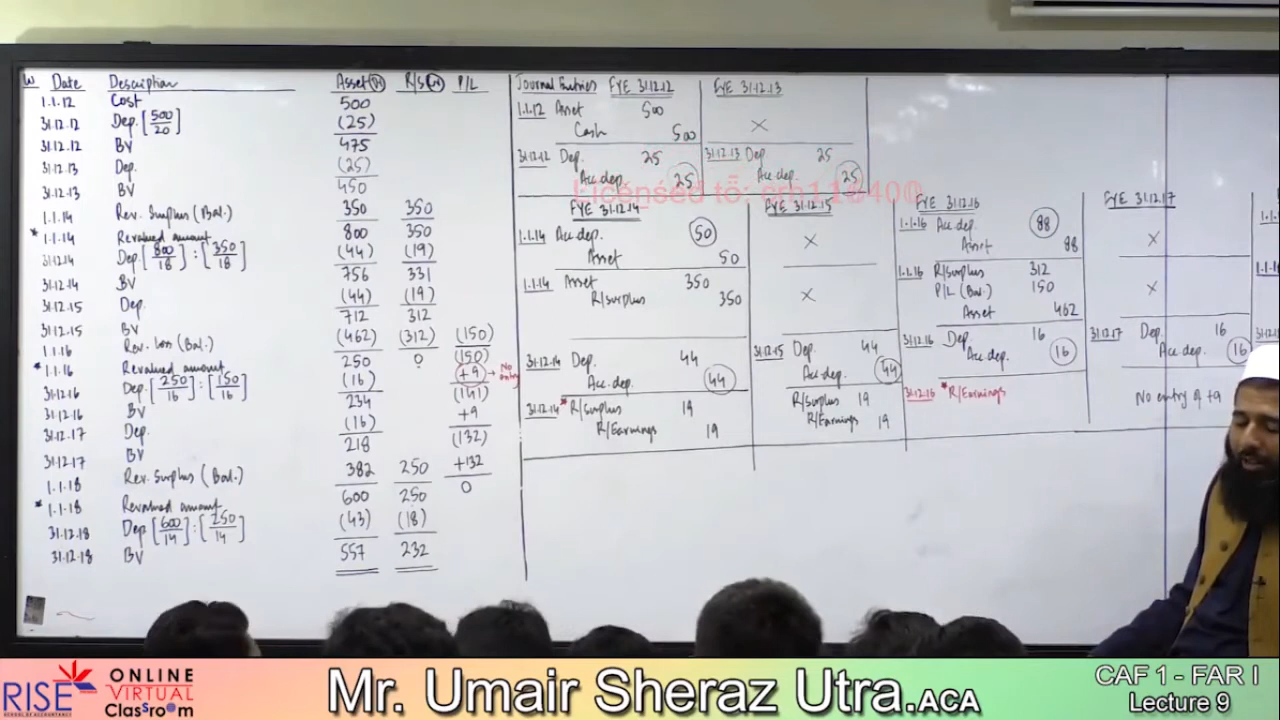 W Date Description Asset(Dr) R/S(Cr) P/L
1.1.12 Cost 500
31.12.12 Dep. [500/20] (25)
31.12.12 BV 475
31.12.13 Dep. (25)
31.12.13 BV 450
1.1.14 Rev. Surplus (Bal.) 350 350
* 1.1.14 Revalued amount 800 350
31.12.14 Dep [800/18] : [350/18] (44) (19)
31.12.14 BV 756 331
31.12.15 Dep. (44) (19)
31.12.15 BV 712 312
1.1.16 Rev. Loss (Bal.) (462) (312) (150)
* 1.1.16 Revalued amount 250 0 (150)
31.12.16 Dep. [250/16] : [150/16] (16) +9 → No entry
31.12.16 BV 234 (141)
31.12.17 Dep. (16) +9
31.12.17 BV 218 (132)
1.1.18 Rev. Surplus (Bal.) 382 250 +132
* 1.1.18 Revalued amount 600 250 0
31.12.18 Dep [600/14] : [250/14] (43) (18)
31.12.18 BV 557 232
Journal Entries FYE 31.12.12
1.1.12 Asset 500
Cash 500
31.12.12 Dep. 25
Acc dep. 25
FYE 31.12.13
X
31.12.13 Dep. 25
Acc dep. 25
FYE 31.12.14
1.1.14 Acc dep. 50
Asset 50
1.1.14 Asset 350
R/surplus 350
31.12.14 Dep. 44
Acc. dep. 44
31.12.14 * R/Surplus 19
R/Earnings 19
FYE 31.12.15
X
X
31.12.15 Dep. 44
Acc dep. 44
R/Surplus 19
R/Earnings 19
FYE 31.12.16
1.1.16 Acc dep. 88
Asset 88
1.1.16 R/Surplus 312
P/L (Bal.) 150
Asset 462
31.12.16 Dep. 16
Acc dep. 16
31.12.16 * R/Earnings
FYE 31.12.17
X
X
31.12.17 Dep. 16
Acc dep. 16
No entry of +9
RISE
ONLINE
VIRTUAL
Classroom
Mr. Umair Sheraz Utra.ACA
CAF 1 - FAR I
Lecture 9